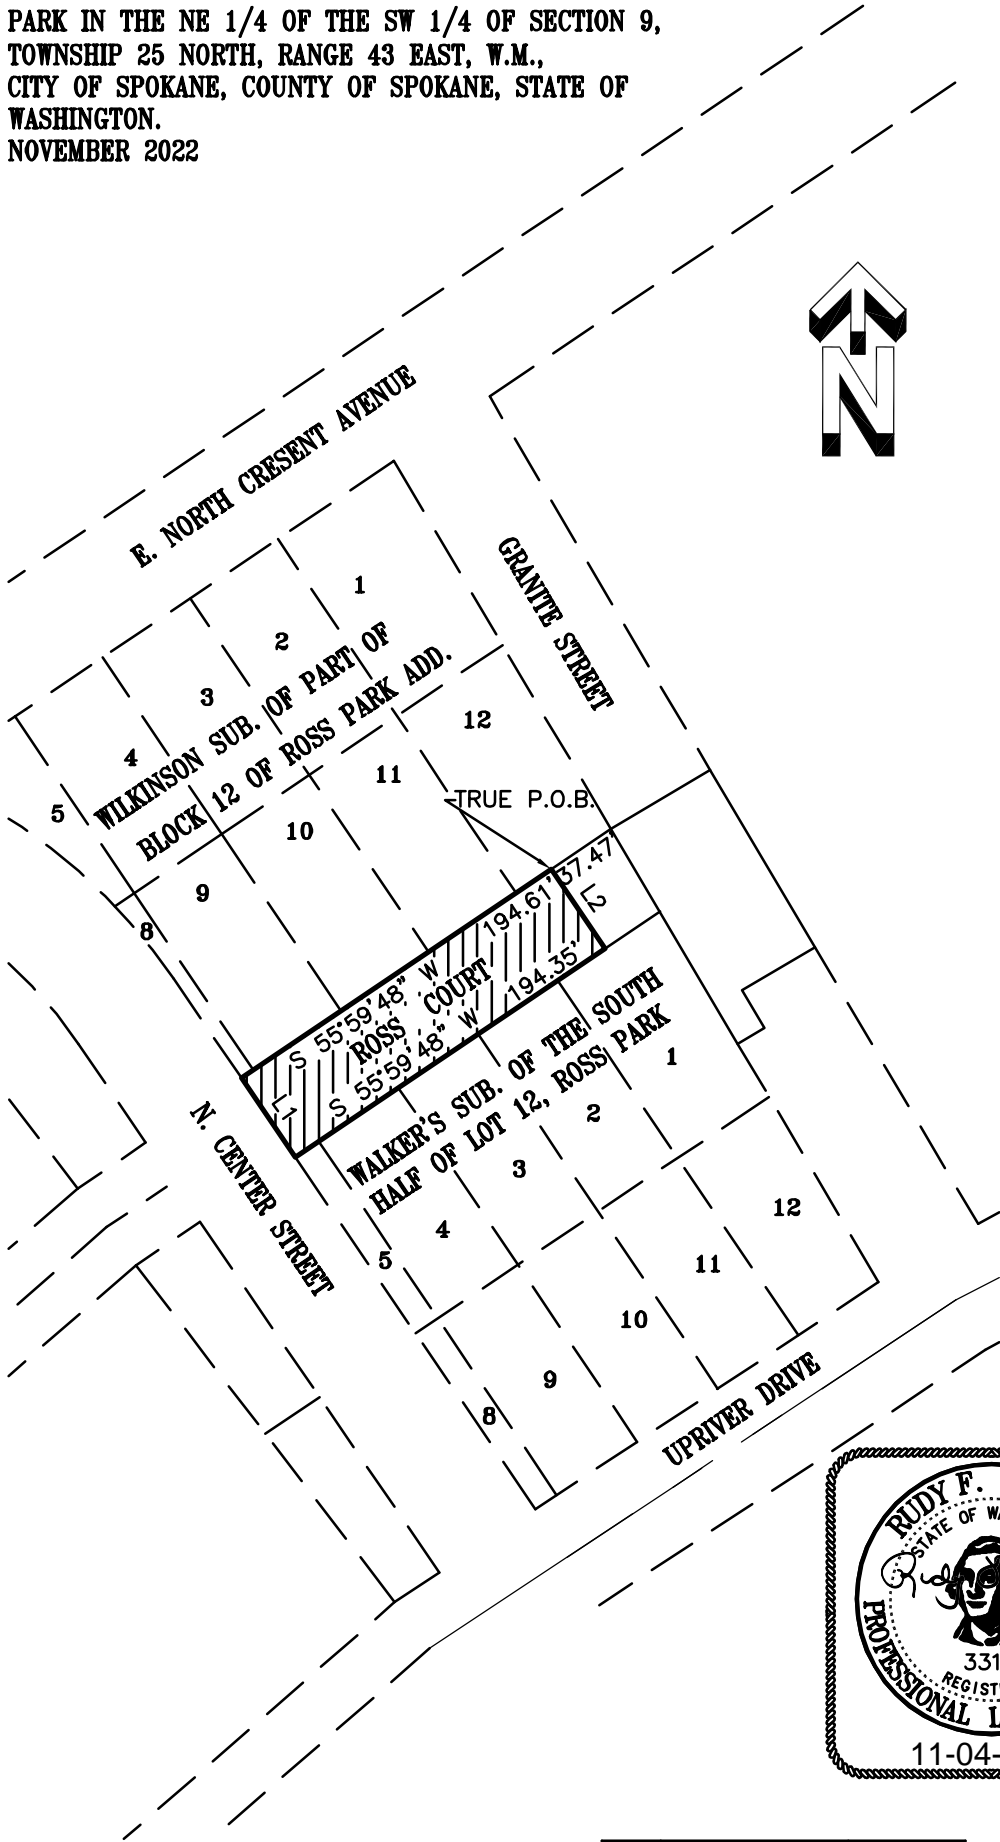 PARK IN THE NE 1/4 OF THE SW 1/4 OF SECTION 9,
TOWNSHIP 25 NORTH, RANGE 43 EAST, W.M.,
CITY OF SPOKANE, COUNTY OF SPOKANE, STATE OF
WASHINGTON.
NOVEMBER 2022
N
E. NORTH CRESENT AVENUE
GRANITE STREET
1
2
3
4
5
WILKINSON SUB. OF PART OF
BLOCK 12 OF ROSS PARK ADD.
12
11
10
9
8
TRUE P.O.B.
37.47'
L2
S 55°59'48" W 194.61'
ROSS COURT
S 55°59'48" W 194.35'
L1
N. CENTER STREET
WALKER'S SUB. OF THE SOUTH
HALF OF LOT 12, ROSS PARK
1
2
3
4
5
12
11
10
9
8
UPRIVER DRIVE
RUDY F.
STATE OF
331
PROFESSIONAL
11-04-